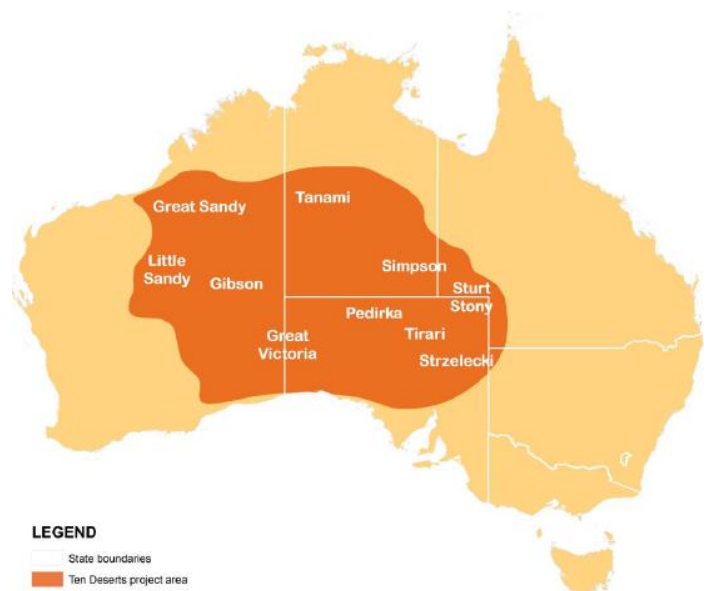 Tanami
Great Sandy
Little
Sandy
Gibson
Simpson
Sturt
Stony
Pedirka
Tirari
Great
Victoria
Strzelecki
LEGEND
State boundaries
Ten Deserts project area